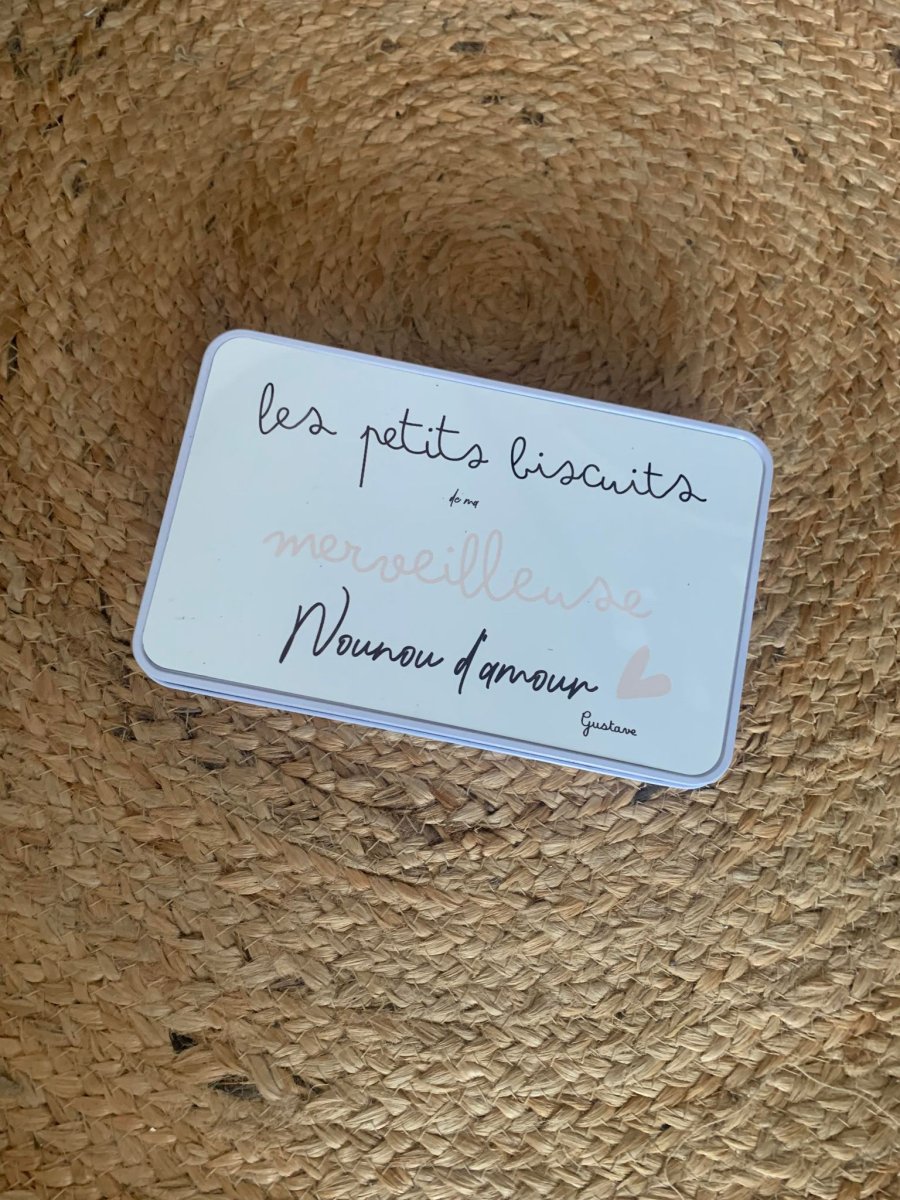 les petits biscuits
de ma
merveilleuse
Nounou d'amour
Gustave